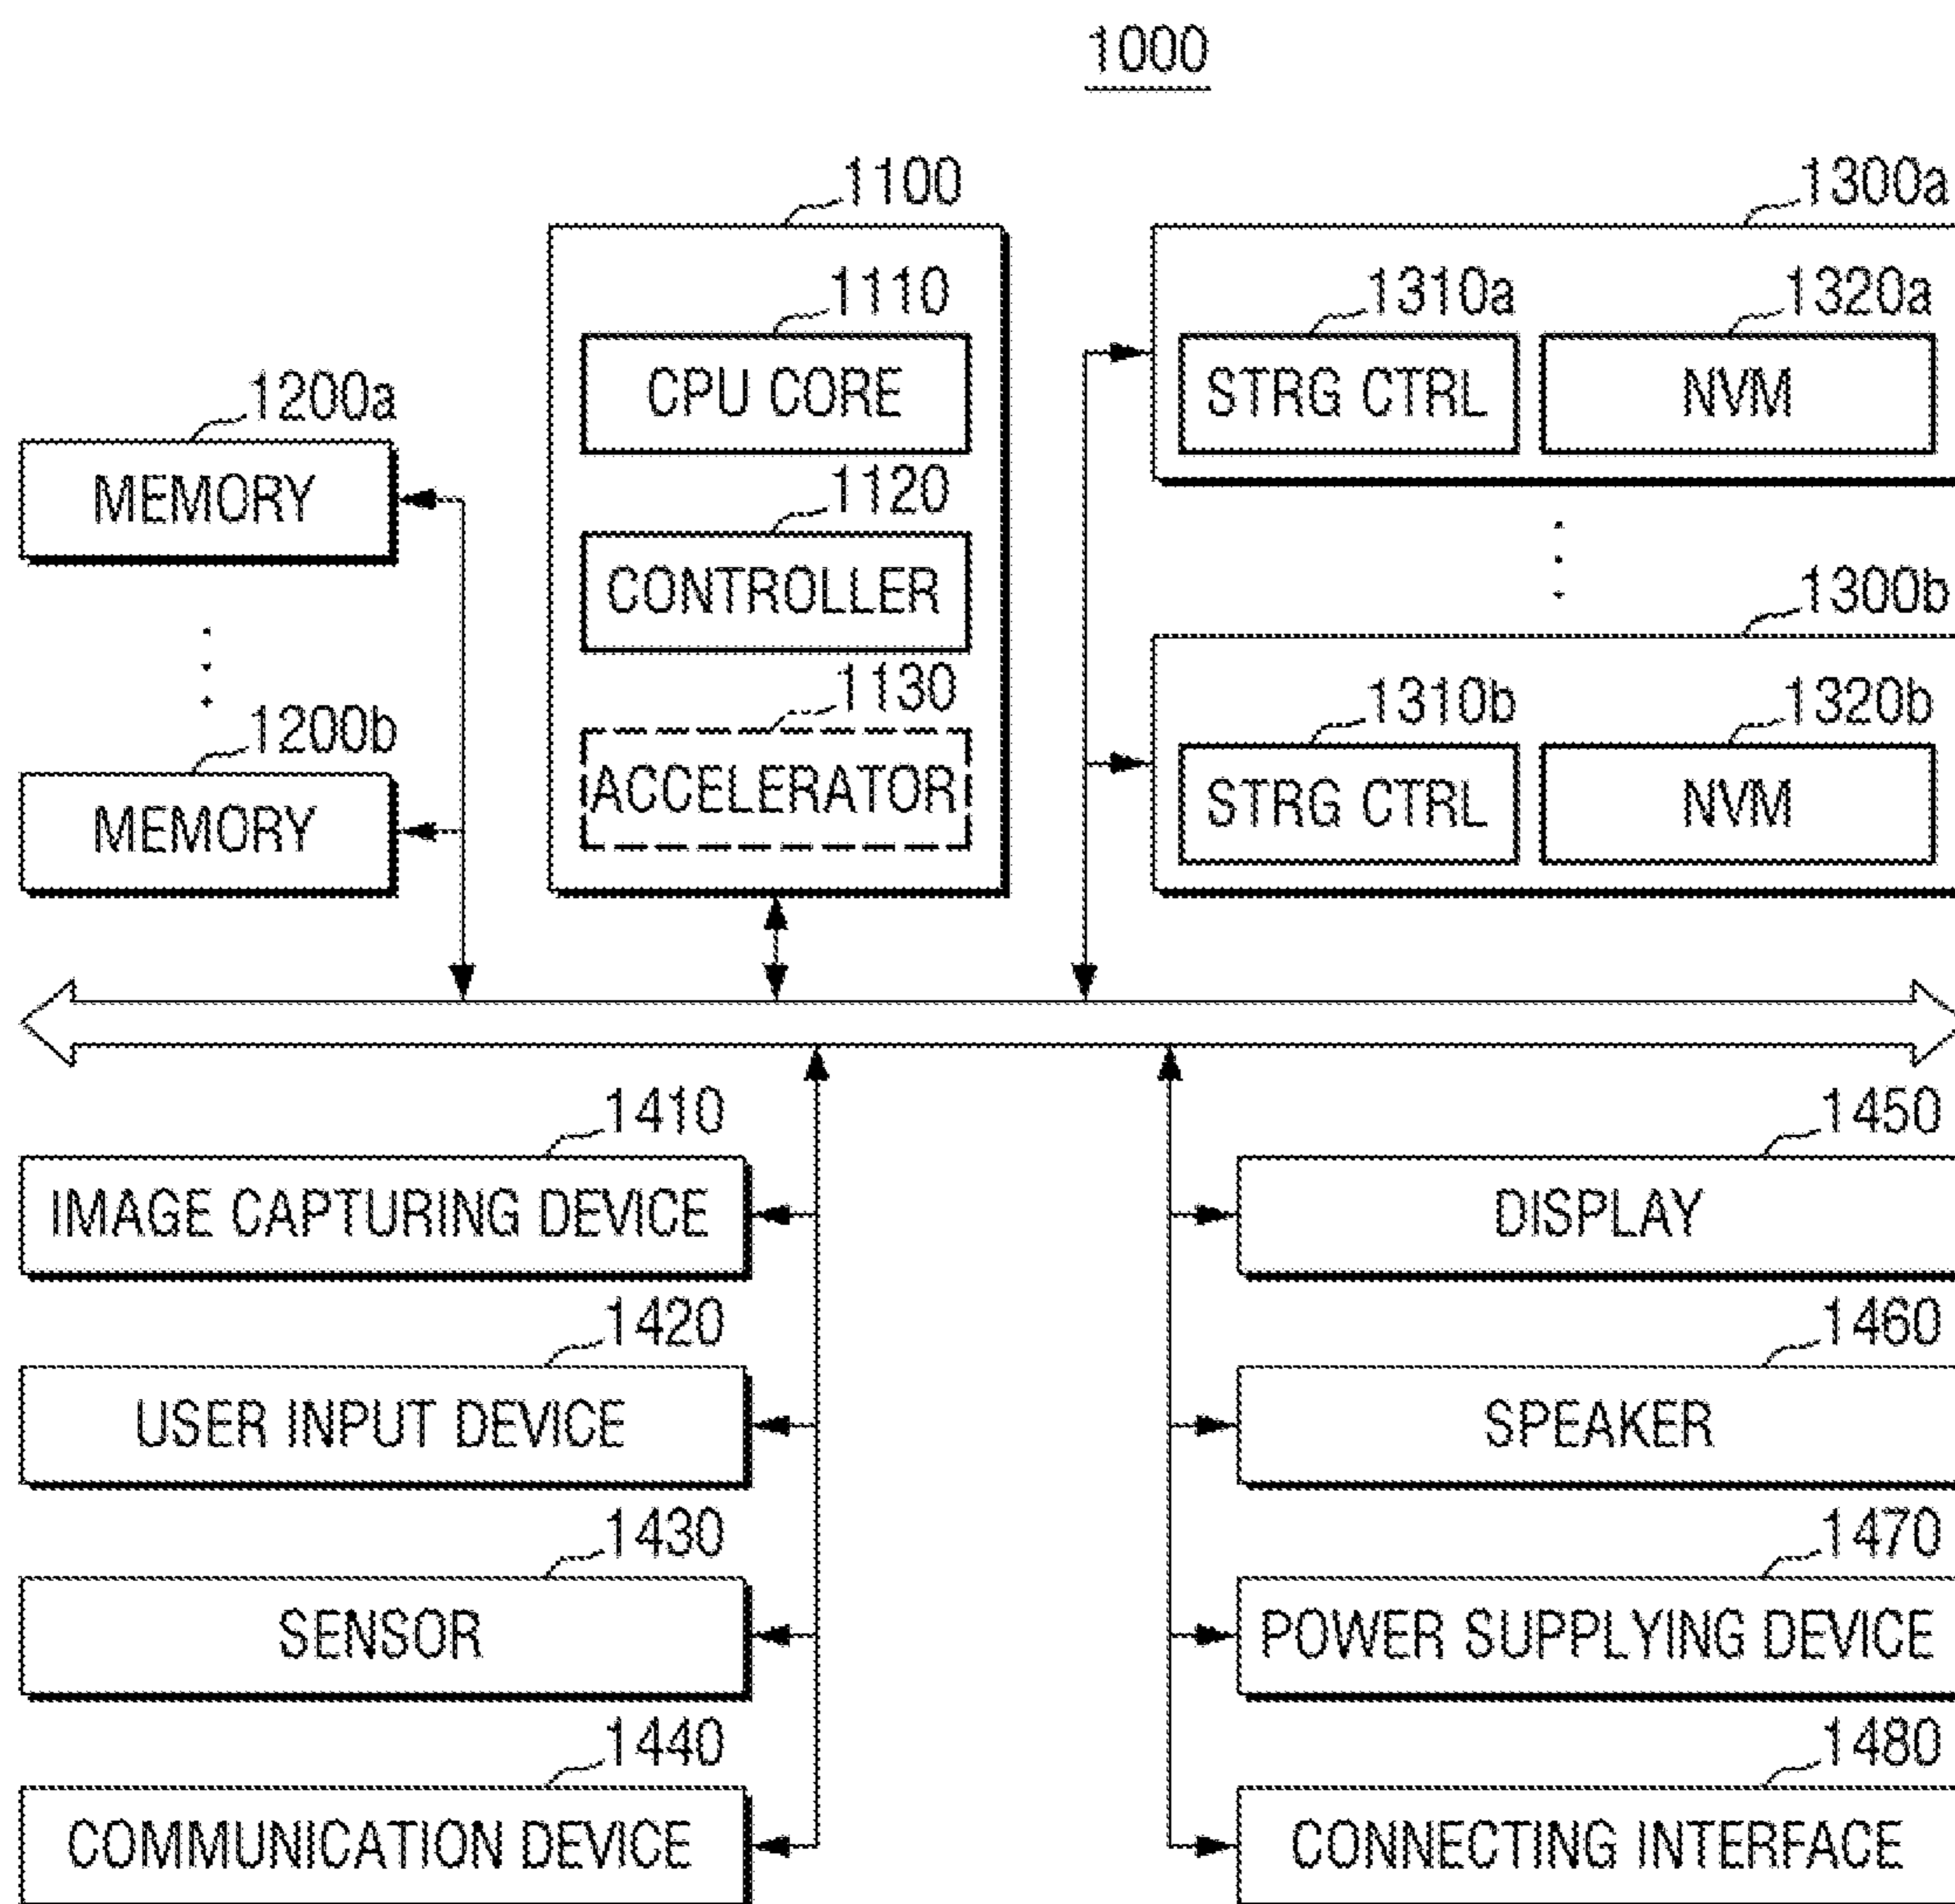 1000
1100
1300a
1110
1310a
1320a
CPU CORE
STRG CTRL
NVM
1200a
MEMORY
1120
CONTROLLER
1300b
1130
1310b
1320b
1200b
ACCELERATOR
STRG CTRL
NVM
MEMORY
1410
1450
IMAGE CAPTURING DEVICE
DISPLAY
1420
1460
USER INPUT DEVICE
SPEAKER
1430
1470
SENSOR
POWER SUPPLYING DEVICE
1440
1480
COMMUNICATION DEVICE
CONNECTING INTERFACE